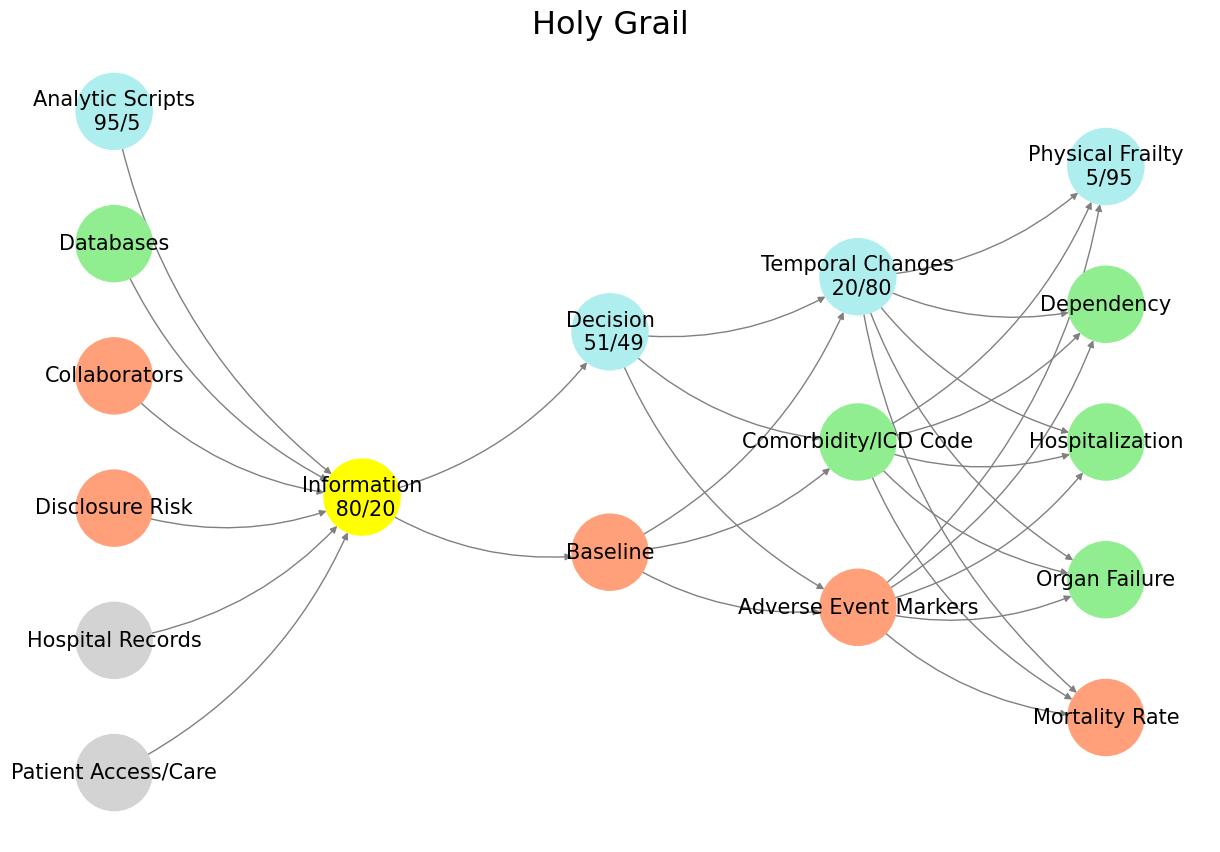 Holy Grail
Analytic Scripts
95/5
Databases
Collaborators
Disclosure Risk
Hospital Records
Patient Access/Care
Information
80/20
Decision
51/49
Baseline
Temporal Changes
20/80
Comorbidity/ICD Code
Adverse Event Markers
Physical Frailty
5/95
Dependency
Hospitalization
Organ Failure
Mortality Rate